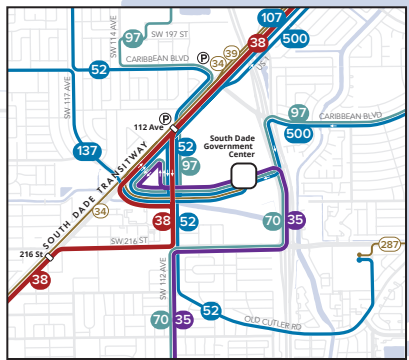 107
38
500
SW 114 AVE
SW 197 ST
97
39
34
P
US 1
CARIBBEAN BLVD
52
SW 117 AVE
P
112 Ave
97
CARIBBEAN BLVD
500
52
97
South Dade
Government
Center
137
SOUTH DADE TRANSITWAY
34
38
52
70
35
SW 216 ST
216 St
287
38
SW 112 AVE
52
OLD CUTLER RD
70
35